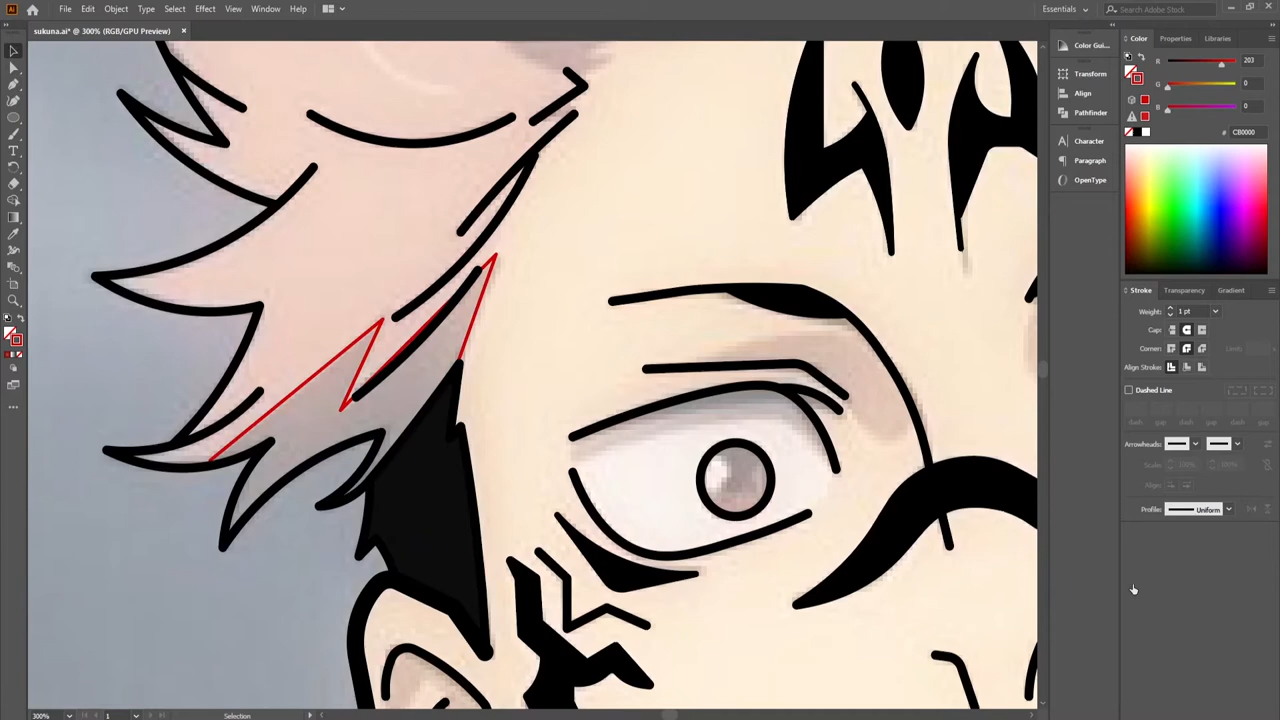 Ai File Edit Object Type Select Effect View Window Help Essentials Search Adobe Stock
sukuna.ai* @ 300% (RGB/GPU Preview)
Color Gui...
Transform
Align
Pathfinder
Character
Paragraph
OpenType
Color Properties Libraries
R 203
G 0
B 0
# CB0000
Stroke Transparency Gradient
Weight: 1 pt
Cap:
Corner: Limit:
Align Stroke:
Dashed Line
dash gap dash gap dash gap
Arrowheads:
Scale: 100% 100%
Align:
Profile: Uniform
300% 1 Selection